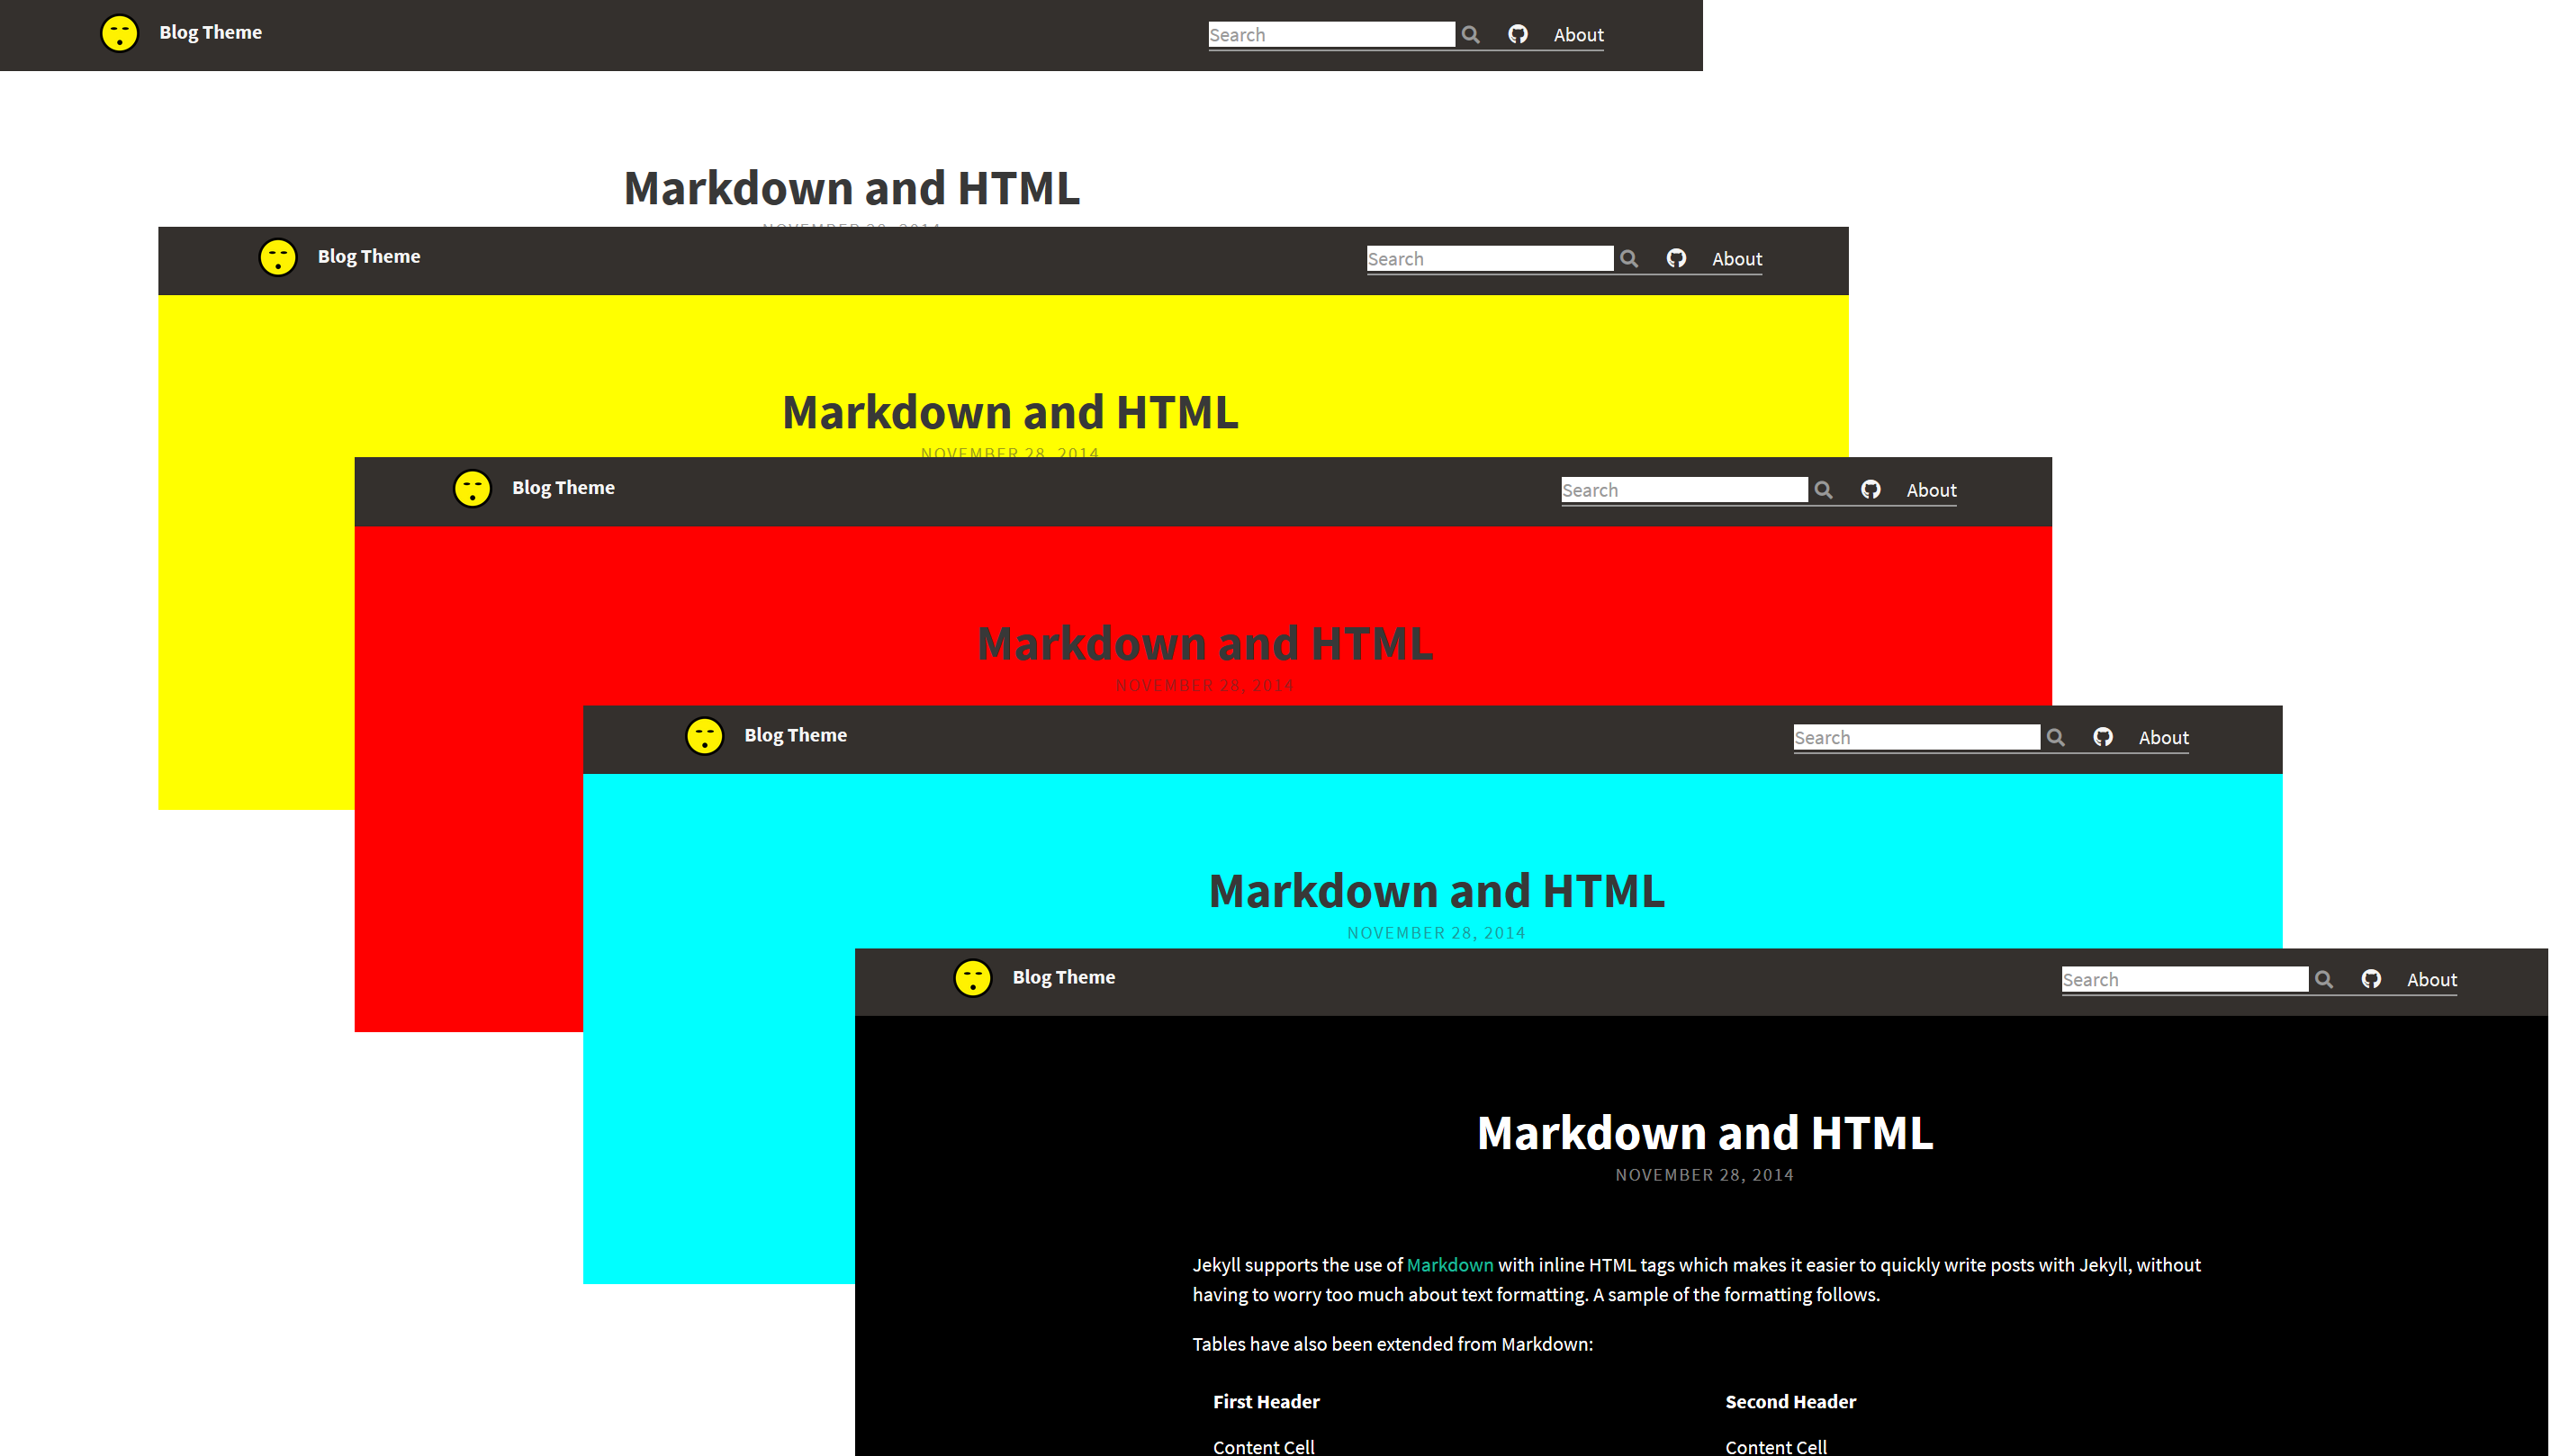 Blog Theme Search About
Markdown and HTML
NOVEMBER 28, 2014
Blog Theme Search About
Markdown and HTML
NOVEMBER 28, 2014
Blog Theme Search About
Markdown and HTML
NOVEMBER 28, 2014
Blog Theme Search About
Markdown and HTML
NOVEMBER 28, 2014
Blog Theme Search About
Markdown and HTML
NOVEMBER 28, 2014
Jekyll supports the use of Markdown with inline HTML tags which makes it easier to quickly write posts with Jekyll, without
having to worry too much about text formatting. A sample of the formatting follows.
Tables have also been extended from Markdown:
First Header Second Header
Content Cell Content Cell